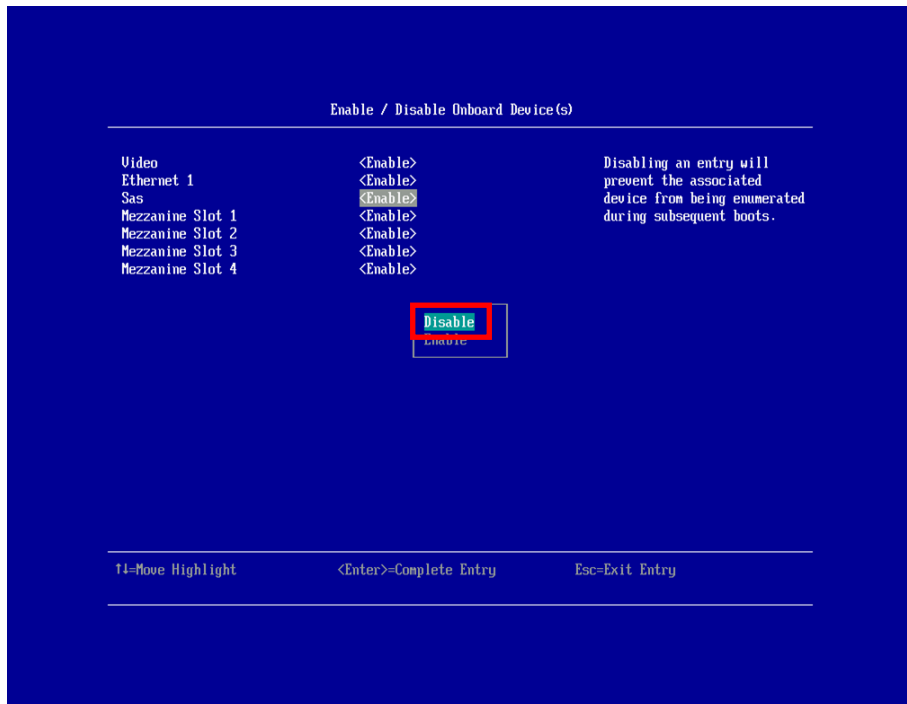 Enable / Disable Onboard Device(s)
Video <Enable> Disabling an entry will
Ethernet 1 <Enable> prevent the associated
Sas <Enable> device from being enumerated
Mezzanine Slot 1 <Enable> during subsequent boots.
Mezzanine Slot 2 <Enable>
Mezzanine Slot 3 <Enable>
Mezzanine Slot 4 <Enable>
Disable
Enable
↑↓=Move Highlight <Enter>=Complete Entry Esc=Exit Entry